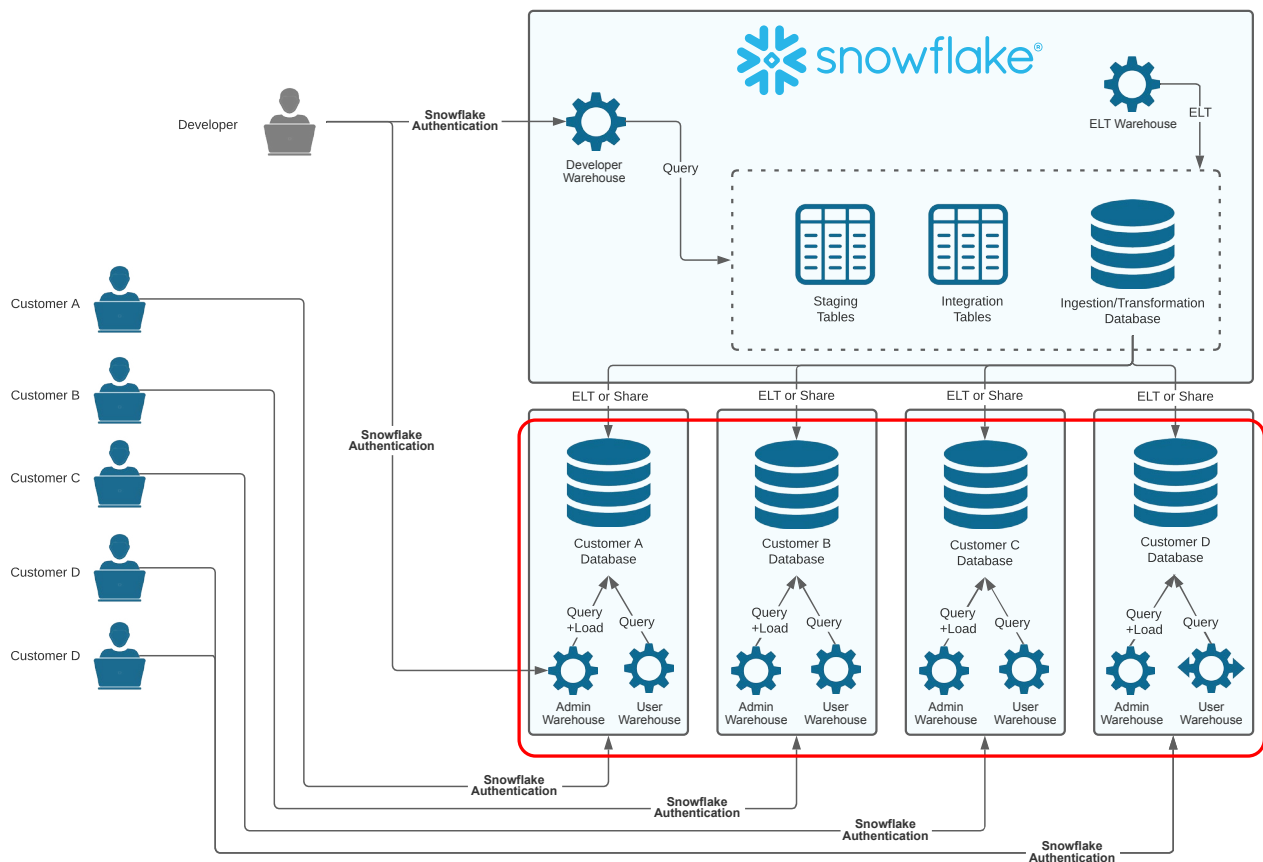 snowflake®
Developer
Snowflake
Authentication
Developer
Warehouse
Query
ELT Warehouse
ELT
Staging
Tables
Integration
Tables
Ingestion/Transformation
Database
Customer A
Customer B
Customer C
Customer D
Customer D
Snowflake
Authentication
ELT or Share
ELT or Share
ELT or Share
ELT or Share
Customer A
Database
Query
+Load
Query
Admin
Warehouse
User
Warehouse
Customer B
Database
Query
+Load
Query
Admin
Warehouse
User
Warehouse
Customer C
Database
Query
+Load
Query
Admin
Warehouse
User
Warehouse
Customer D
Database
Query
+Load
Query
Admin
Warehouse
User
Warehouse
Snowflake
Authentication
Snowflake
Authentication
Snowflake
Authentication
Snowflake
Authentication